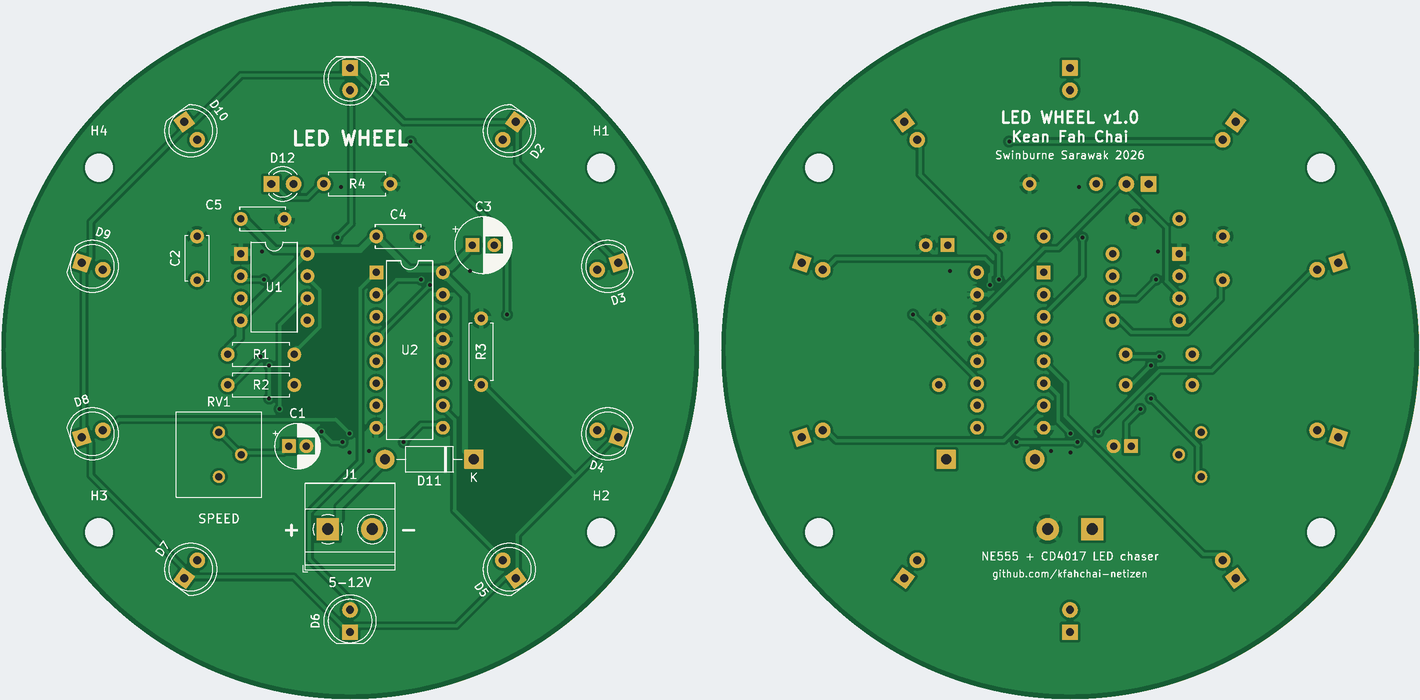 D1
D10
H4
LED WHEEL
H1
D2
D12
R4
C5
C4
C3
+
D9
C2
U1
D3
U2
R1
R3
R2
D8
RV1
C1
+
D4
J1
D11
K
H3
H2
SPEED
+
−
D7
5-12V
D5
D6
LED WHEEL v1.0
Kean Fah Chai
Swinburne Sarawak 2026
NE555 + CD4017 LED chaser
github.com/kfahchai-netizen